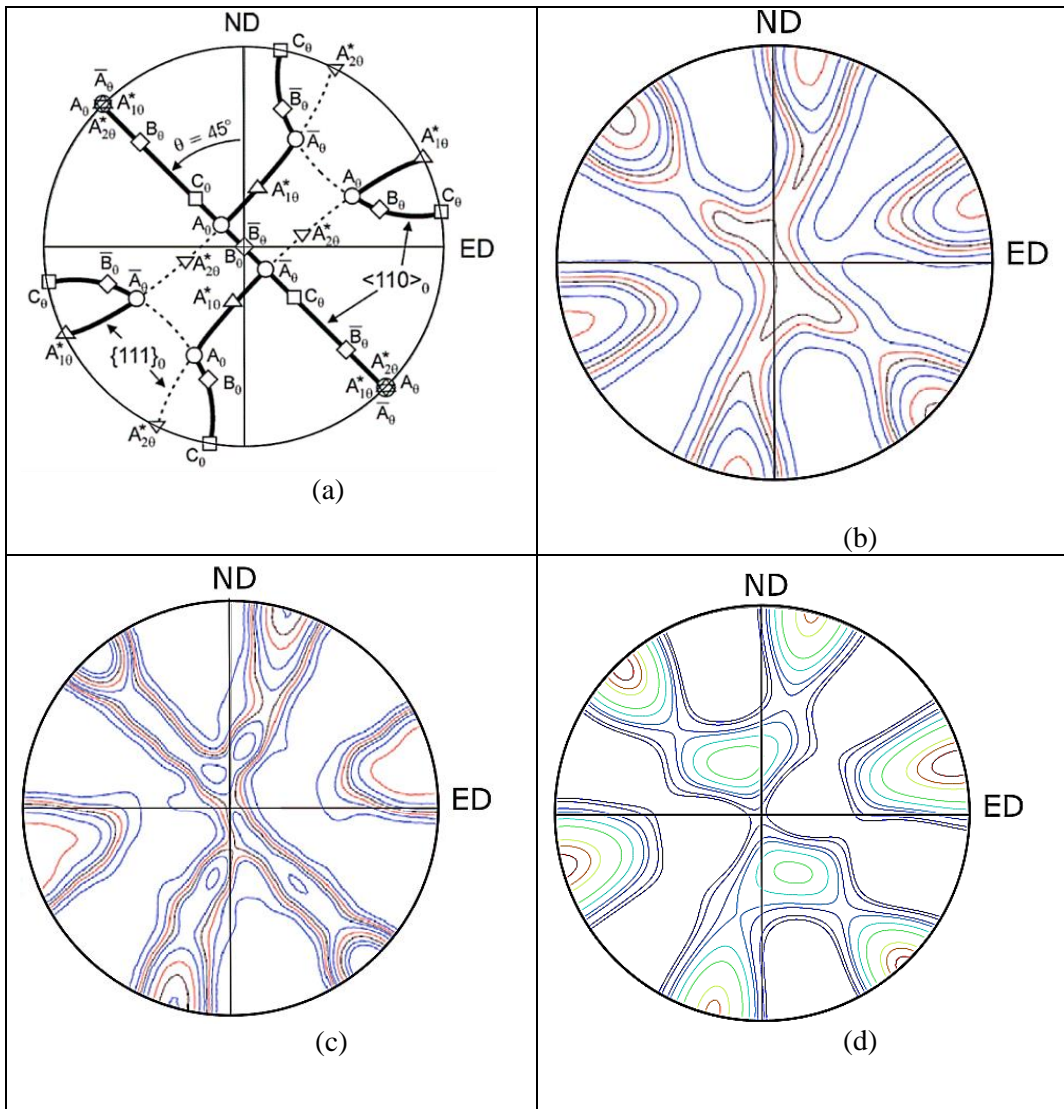 ND
C_θ
A*_2θ
Ā_θ
A_θ A*_1θ
A*_2θ
B_θ
θ = 45°
B̄_θ
Ā_θ
A*_1θ
A_θ
B_θ
C_θ
C_θ
A*_1θ
A_θ
A*_2θ
B̄_θ
B_θ
ED
A*_2θ
Ā_θ
B̄_θ
Ā_θ
C_θ
C_θ
<110>_θ
A*_1θ
A*_1θ
{111}_θ
A_θ
B_θ
B̄_θ
A*_2θ
A*_1θ A_θ
Ā_θ
A*_2θ
C_θ
(a)
ND
ED
(b)
ND
ED
(c)
ND
ED
(d)